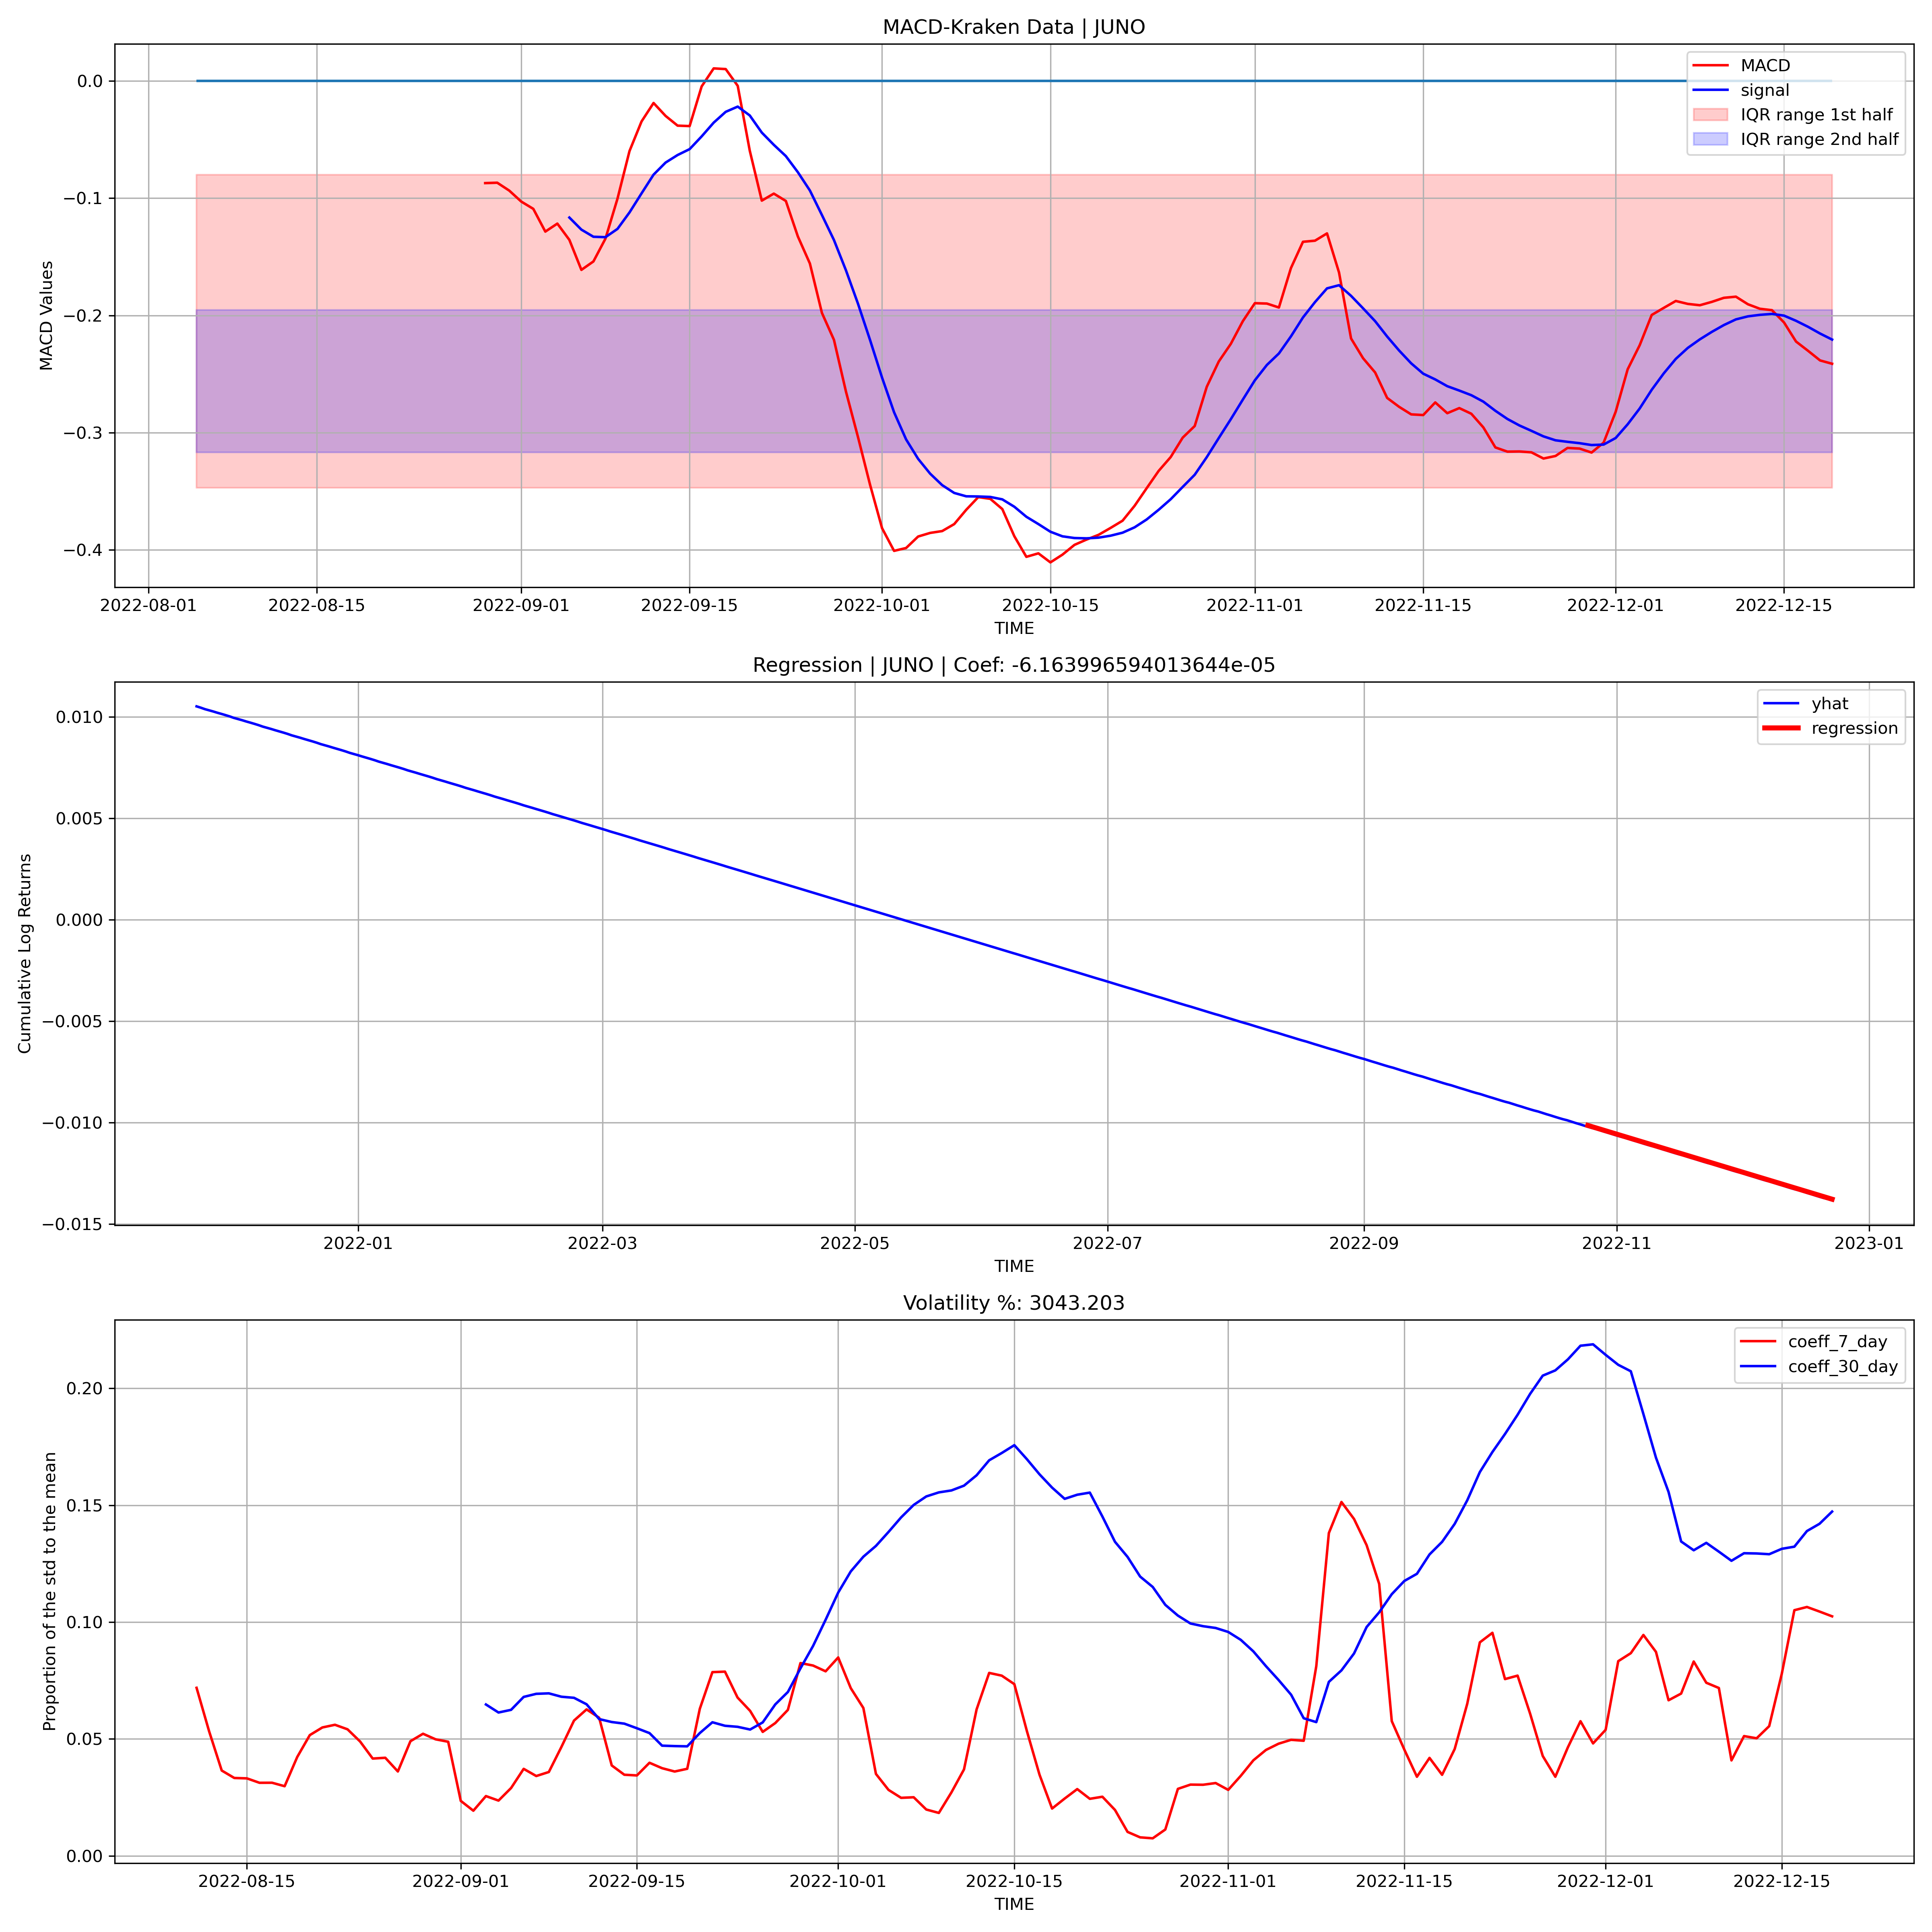 MACD-Kraken Data | JUNO
MACD
signal
IQR range 1st half
IQR range 2nd half
MACD Values
0.0
−0.1
−0.2
−0.3
−0.4
2022-08-01 2022-08-15 2022-09-01 2022-09-15 2022-10-01 2022-10-15 2022-11-01 2022-11-15 2022-12-01 2022-12-15
TIME
Regression | JUNO | Coef: -6.163996594013644e-05
yhat
regression
Cumulative Log Returns
0.010
0.005
0.000
−0.005
−0.010
−0.015
2022-01 2022-03 2022-05 2022-07 2022-09 2022-11 2023-01
TIME
Volatility %: 3043.203
coeff_7_day
coeff_30_day
Proportion of the std to the mean
0.20
0.15
0.10
0.05
0.00
2022-08-15 2022-09-01 2022-09-15 2022-10-01 2022-10-15 2022-11-01 2022-11-15 2022-12-01 2022-12-15
TIME